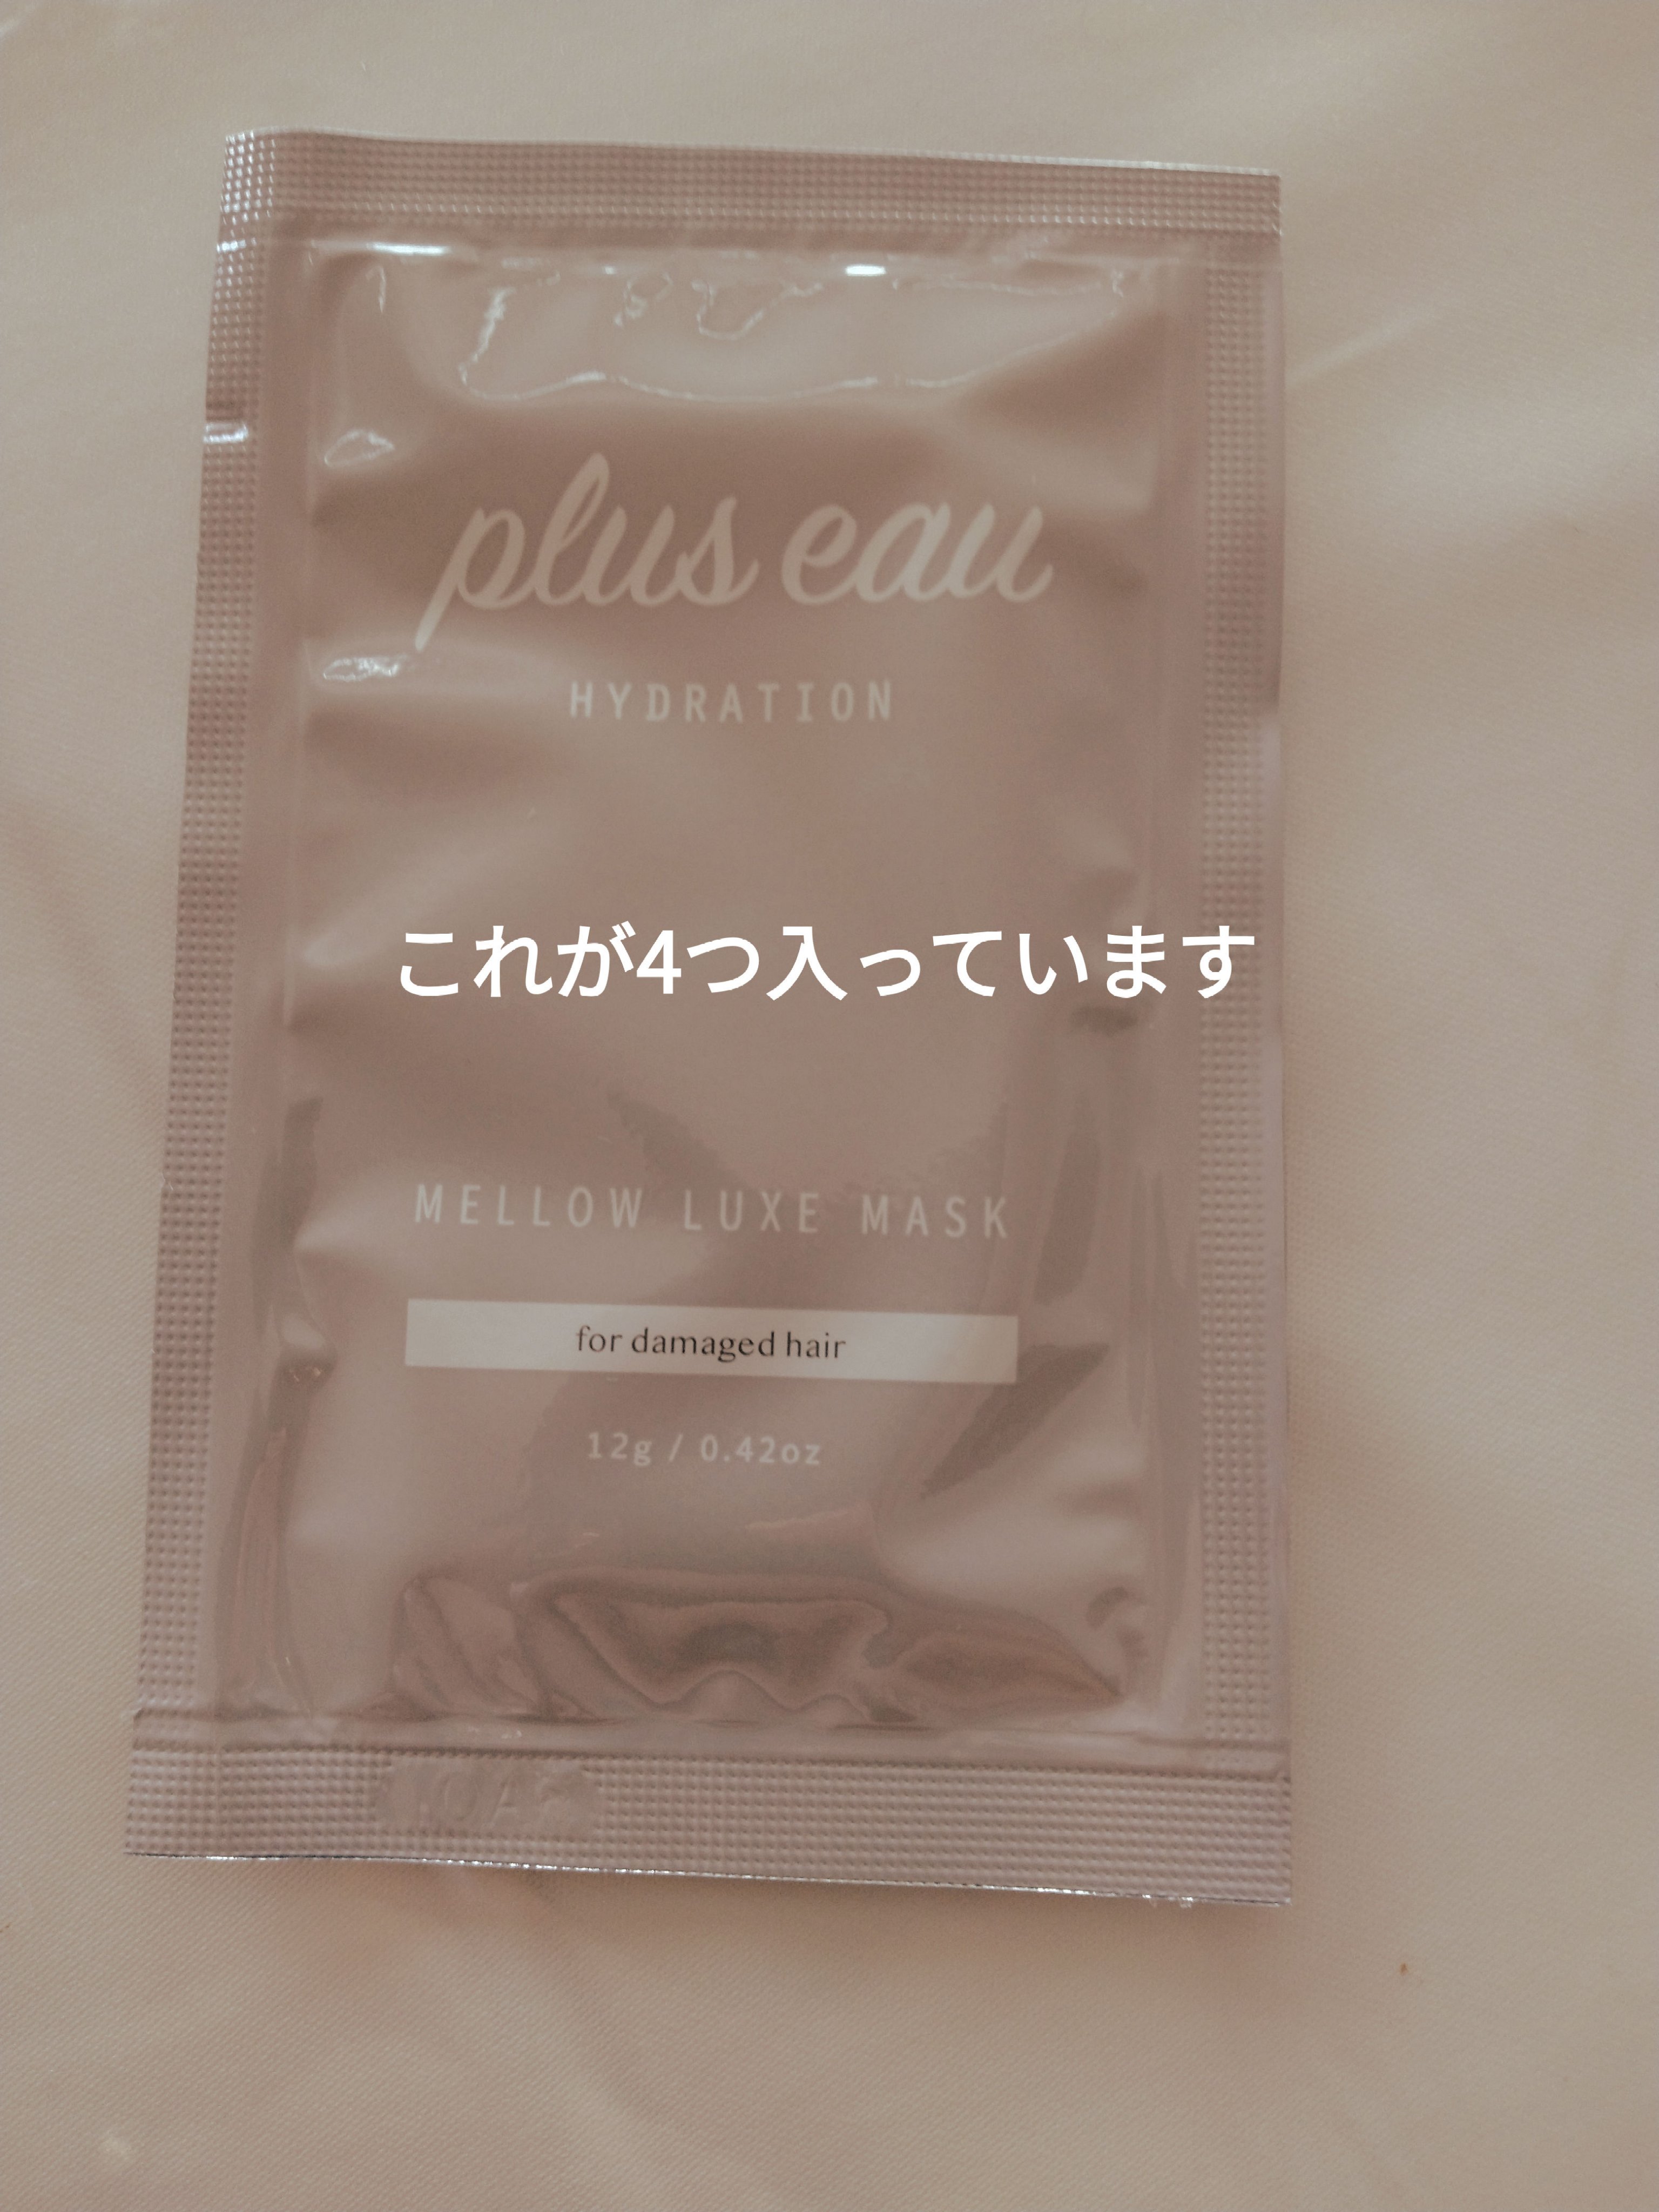 plus eau
HYDRATION
これが4つ入っています
MELLOW LUXE MASK
for damaged hair
12g / 0.42oz